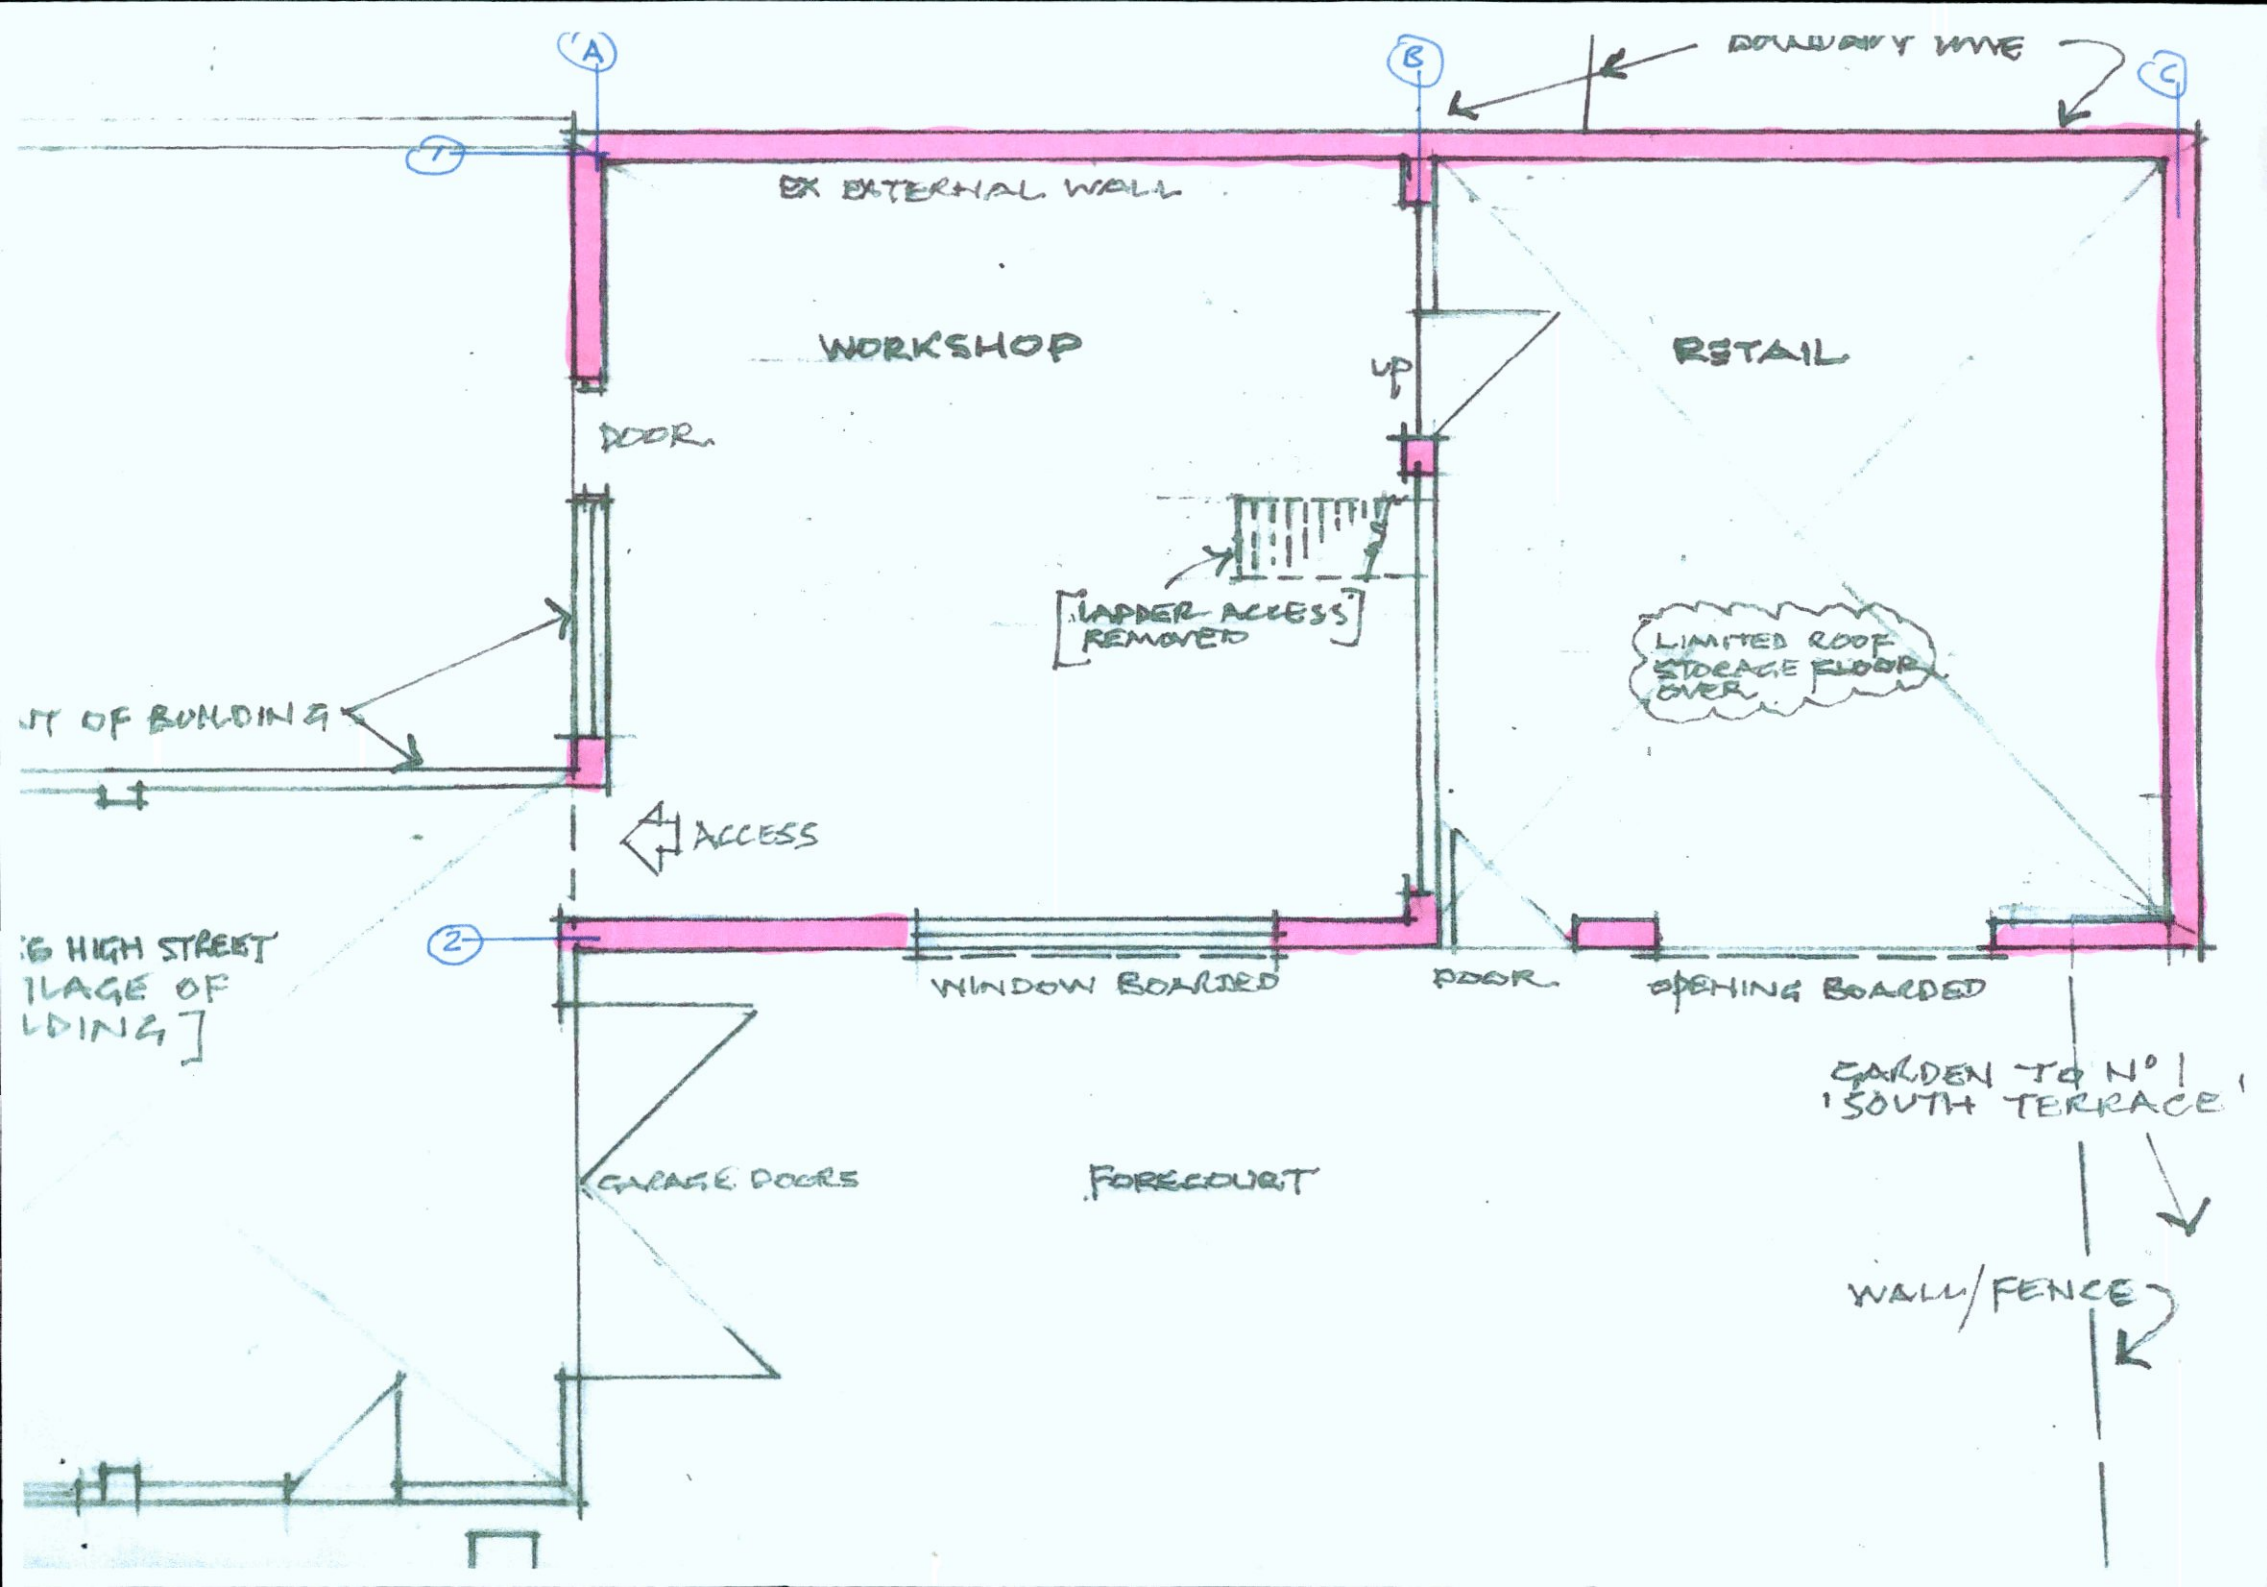 A
B
BOUNDARY LINE
C
1
EX EXTERNAL WALL
WORKSHOP
UP
RETAIL
DOOR
[LADDER ACCESS]
REMOVED
LIMITED ROOF
STORAGE FLOOR
OVER
OF BUILDING
ACCESS
2
HIGH STREET
OF
]
WINDOW BOARDED
DOOR
OPENING BOARDED
GARDEN TO Nº 1
'SOUTH TERRACE'
GARAGE DOORS
FORECOURT
WALL/FENCE